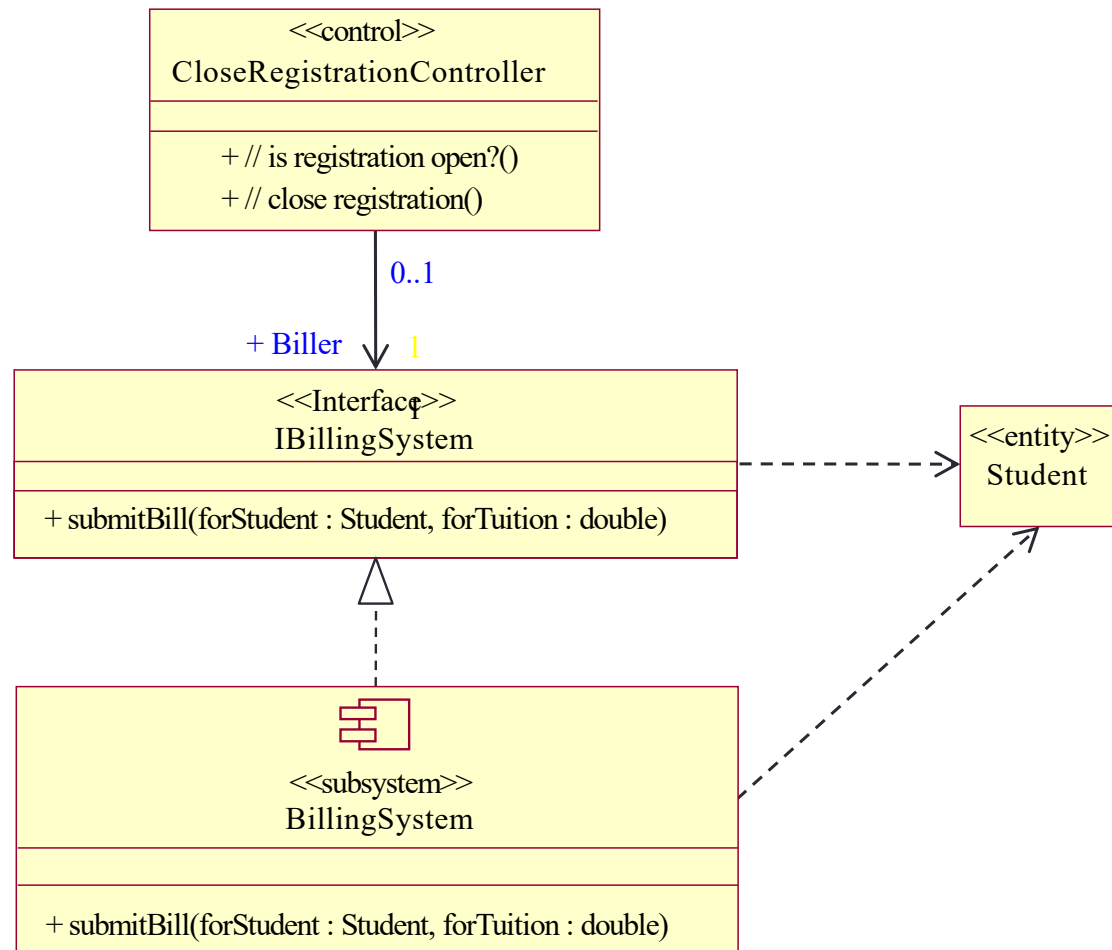 <<control>>
CloseRegistrationController
+ // is registration open?()
+ // close registration()
0..1
+ Biller
1
<<Interface>>
IBillingSystem
+ submitBill(forStudent : Student, forTuition : double)
<<entity>>
Student
<<subsystem>>
BillingSystem
+ submitBill(forStudent : Student, forTuition : double)